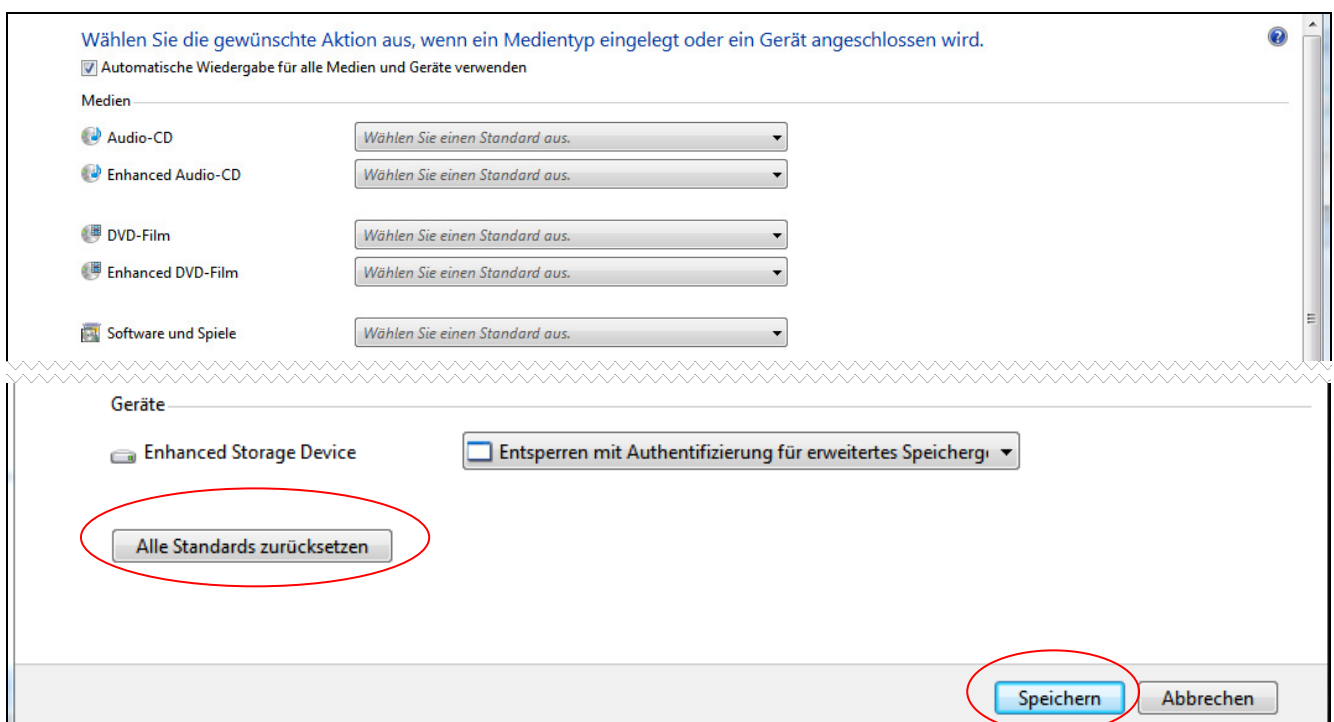 Wählen Sie die gewünschte Aktion aus, wenn ein Medientyp eingelegt oder ein Gerät angeschlossen wird.
Automatische Wiedergabe für alle Medien und Geräte verwenden
Medien
Audio-CD Wählen Sie einen Standard aus.
Enhanced Audio-CD Wählen Sie einen Standard aus.
DVD-Film Wählen Sie einen Standard aus.
Enhanced DVD-Film Wählen Sie einen Standard aus.
Software und Spiele Wählen Sie einen Standard aus.
Geräte
Enhanced Storage Device Entsperren mit Authentifizierung für erweitertes
Alle Standards zurücksetzen
Speichern Abbrechen